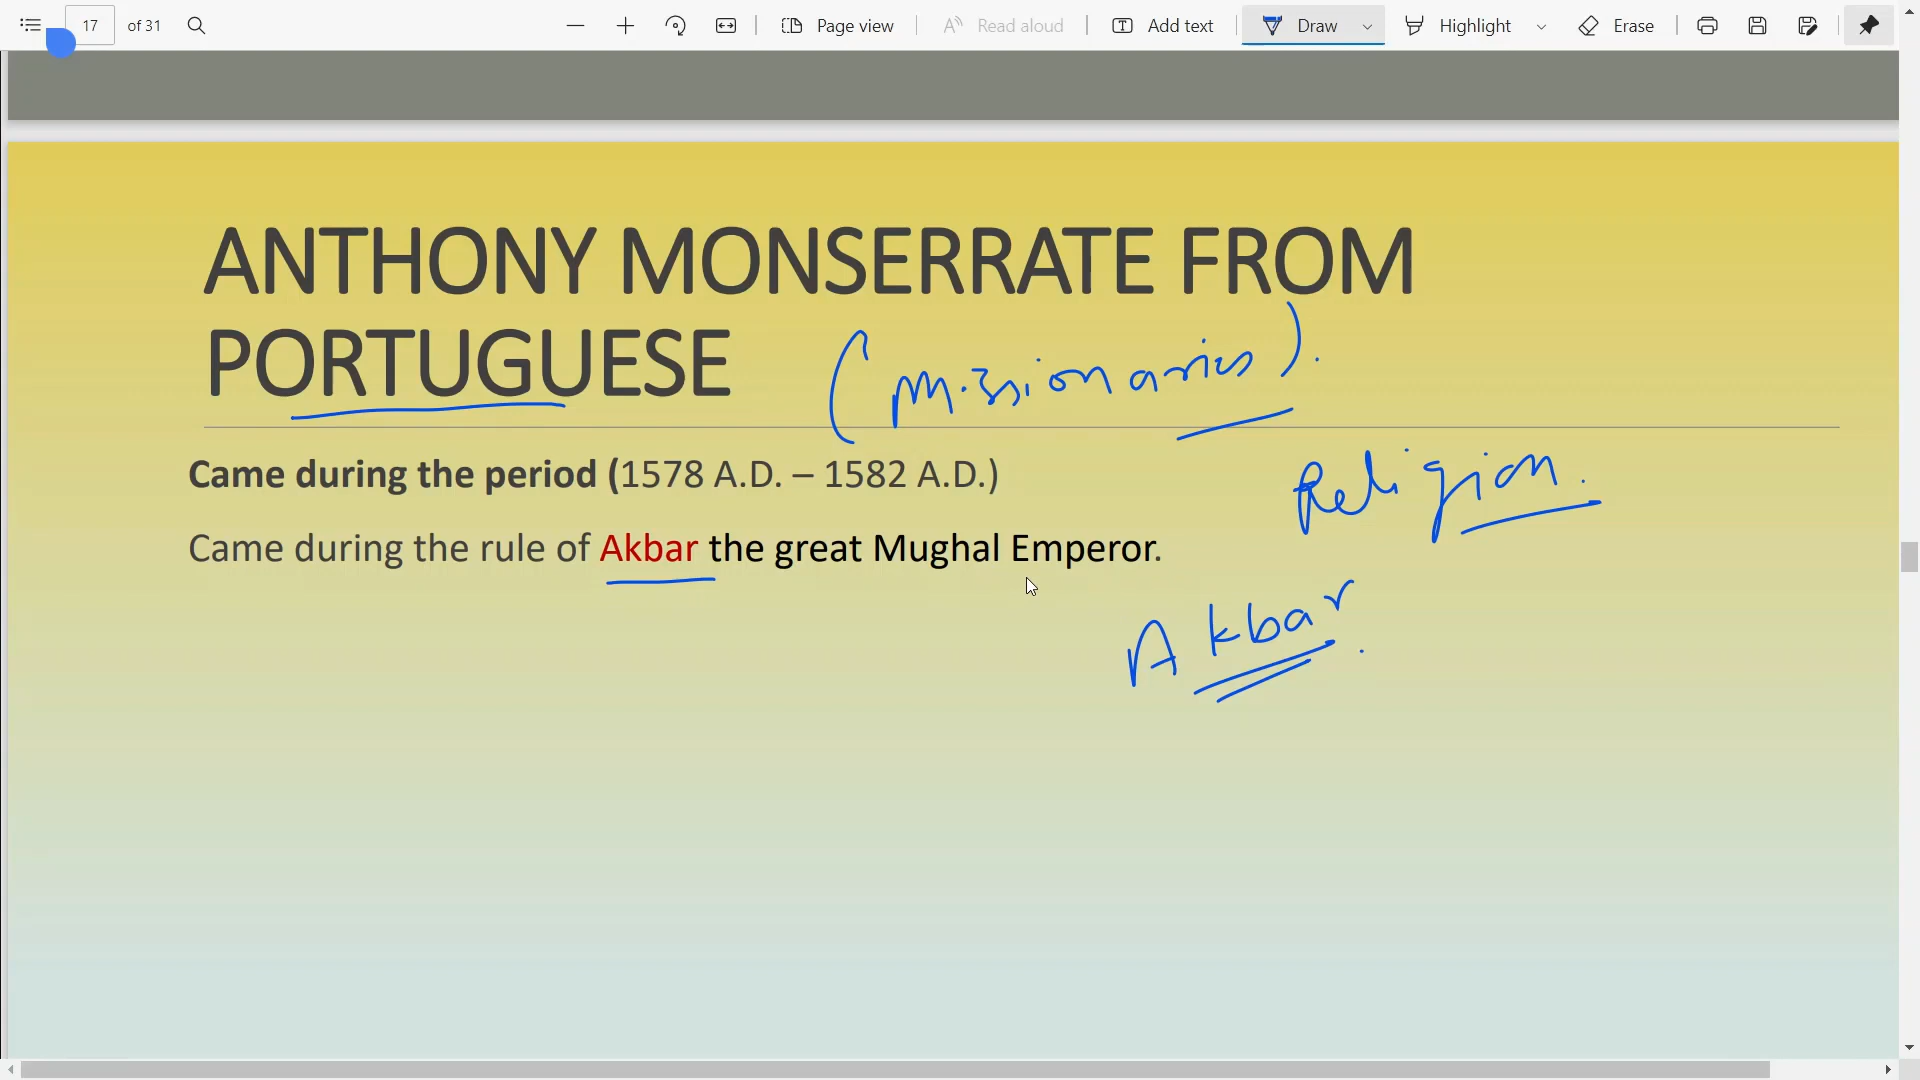 17 of 31 Page view Read aloud Add text Draw Highlight Erase
ANTHONY MONSERRATE FROM
PORTUGUESE
(Missionaries).
Came during the period (1578 A.D. – 1582 A.D.)
Religion.
Came during the rule of Akbar the great Mughal Emperor.
Akbar.